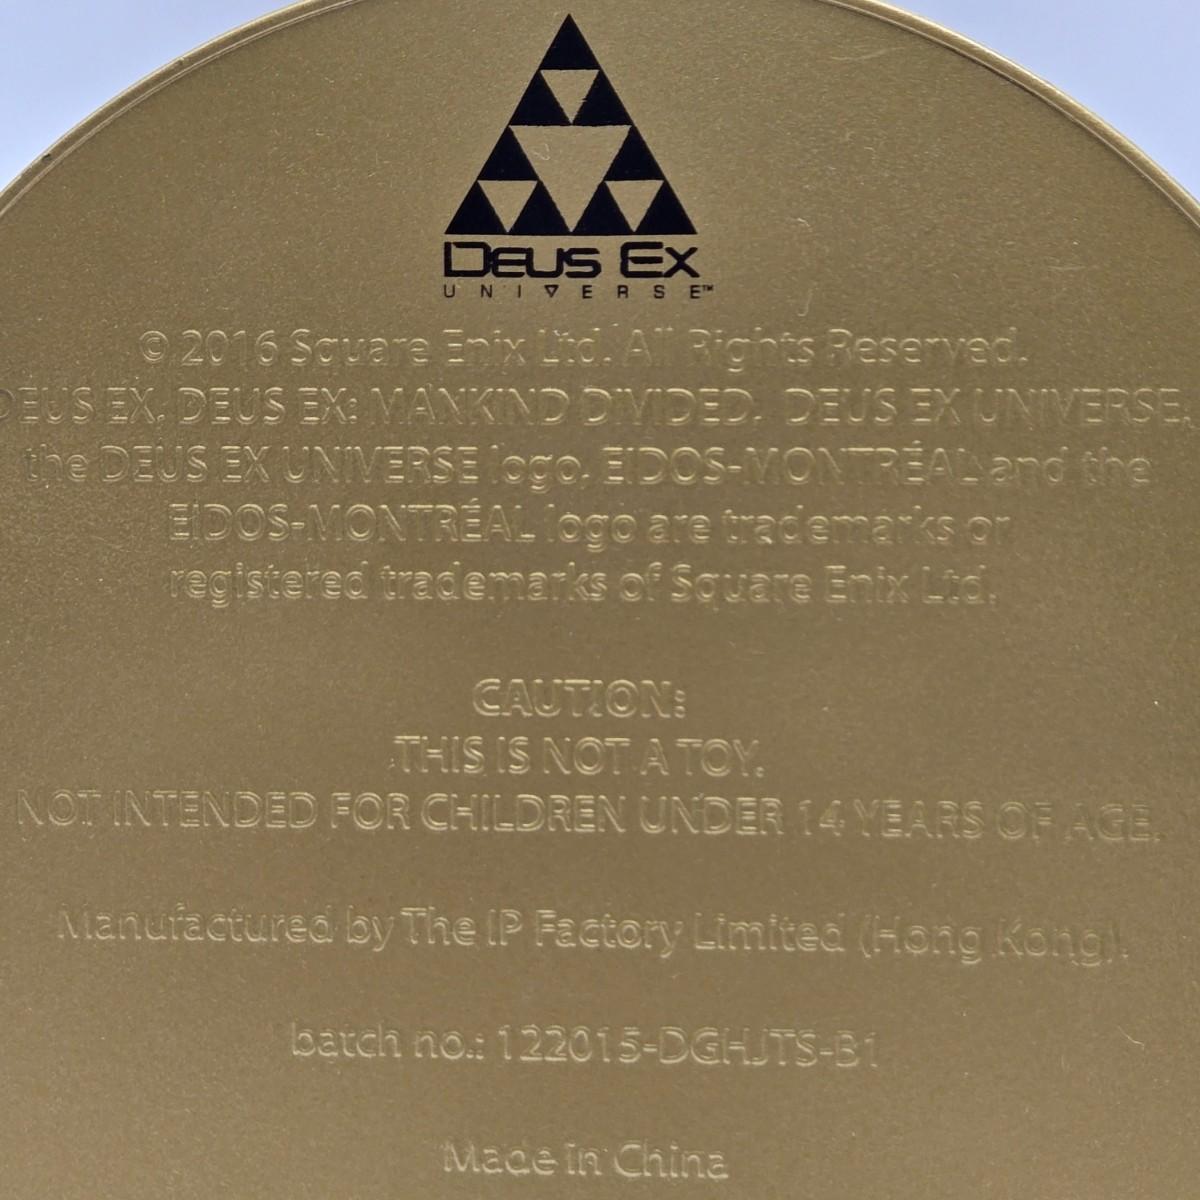 DEUS EX
UNIVERSE™
© 2016 Square Enix Ltd. All Rights Reserved.
DEUS EX, DEUS EX: MANKIND DIVIDED, DEUS EX UNIVERSE,
the DEUS EX UNIVERSE logo, EIDOS-MONTRÉAL and the
EIDOS-MONTRÉAL logo are trademarks or
registered trademarks of Square Enix Ltd.
CAUTION:
THIS IS NOT A TOY.
NOT INTENDED FOR CHILDREN UNDER 14 YEARS OF AGE.
Manufactured by The IP Factory Limited (Hong Kong).
batch no.: 122015-DGHJTS-B1
Made in China